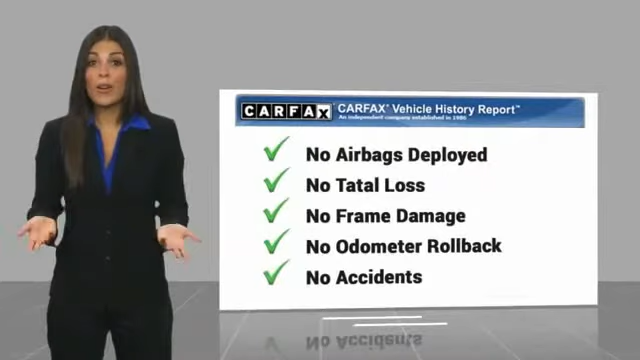 CARFAX CARFAX® Vehicle History Report™
An independent company established in 1986
No Airbags Deployed
No Tatal Loss
No Frame Damage
No Odometer Rollback
No Accidents